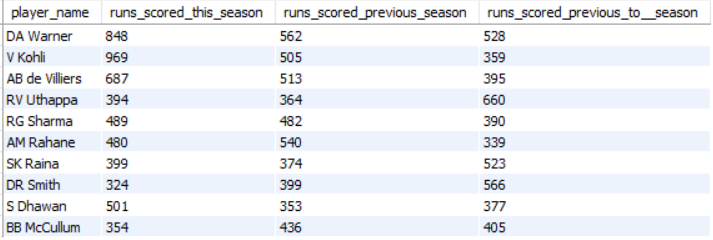 player_name runs_scored_this_season runs_scored_previous_season runs_scored_previous_to__season
DA Warner 848 562 528
V Kohli 969 505 359
AB de Villiers 687 513 395
RV Uthappa 394 364 660
RG Sharma 489 482 390
AM Rahane 480 540 339
SK Raina 399 374 523
DR Smith 324 399 566
S Dhawan 501 353 377
BB McCullum 354 436 405